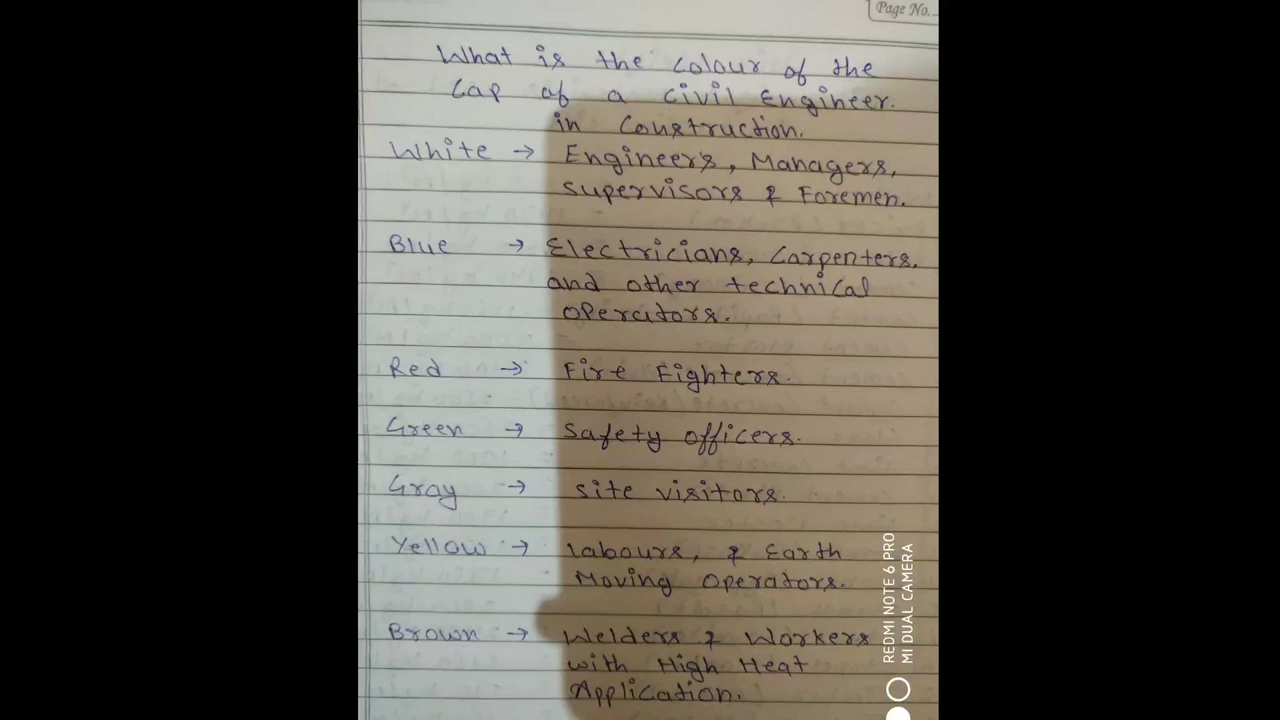 Page No.
What is the colour of the
Cap of a civil Engineer.
in Construction.
White → Engineers, Managers,
Supervisors & Foremen.
Blue → Electricians, Carpenters.
and other technical
operators.
Red → Fire Fighters.
Green → Safety officers.
Gray → site visitors.
Yellow → Labours, & Earth
Moving Operators.
Brown → Welders & Workers
with High Heat
Application.
REDMI NOTE 6 PRO
MI DUAL CAMERA